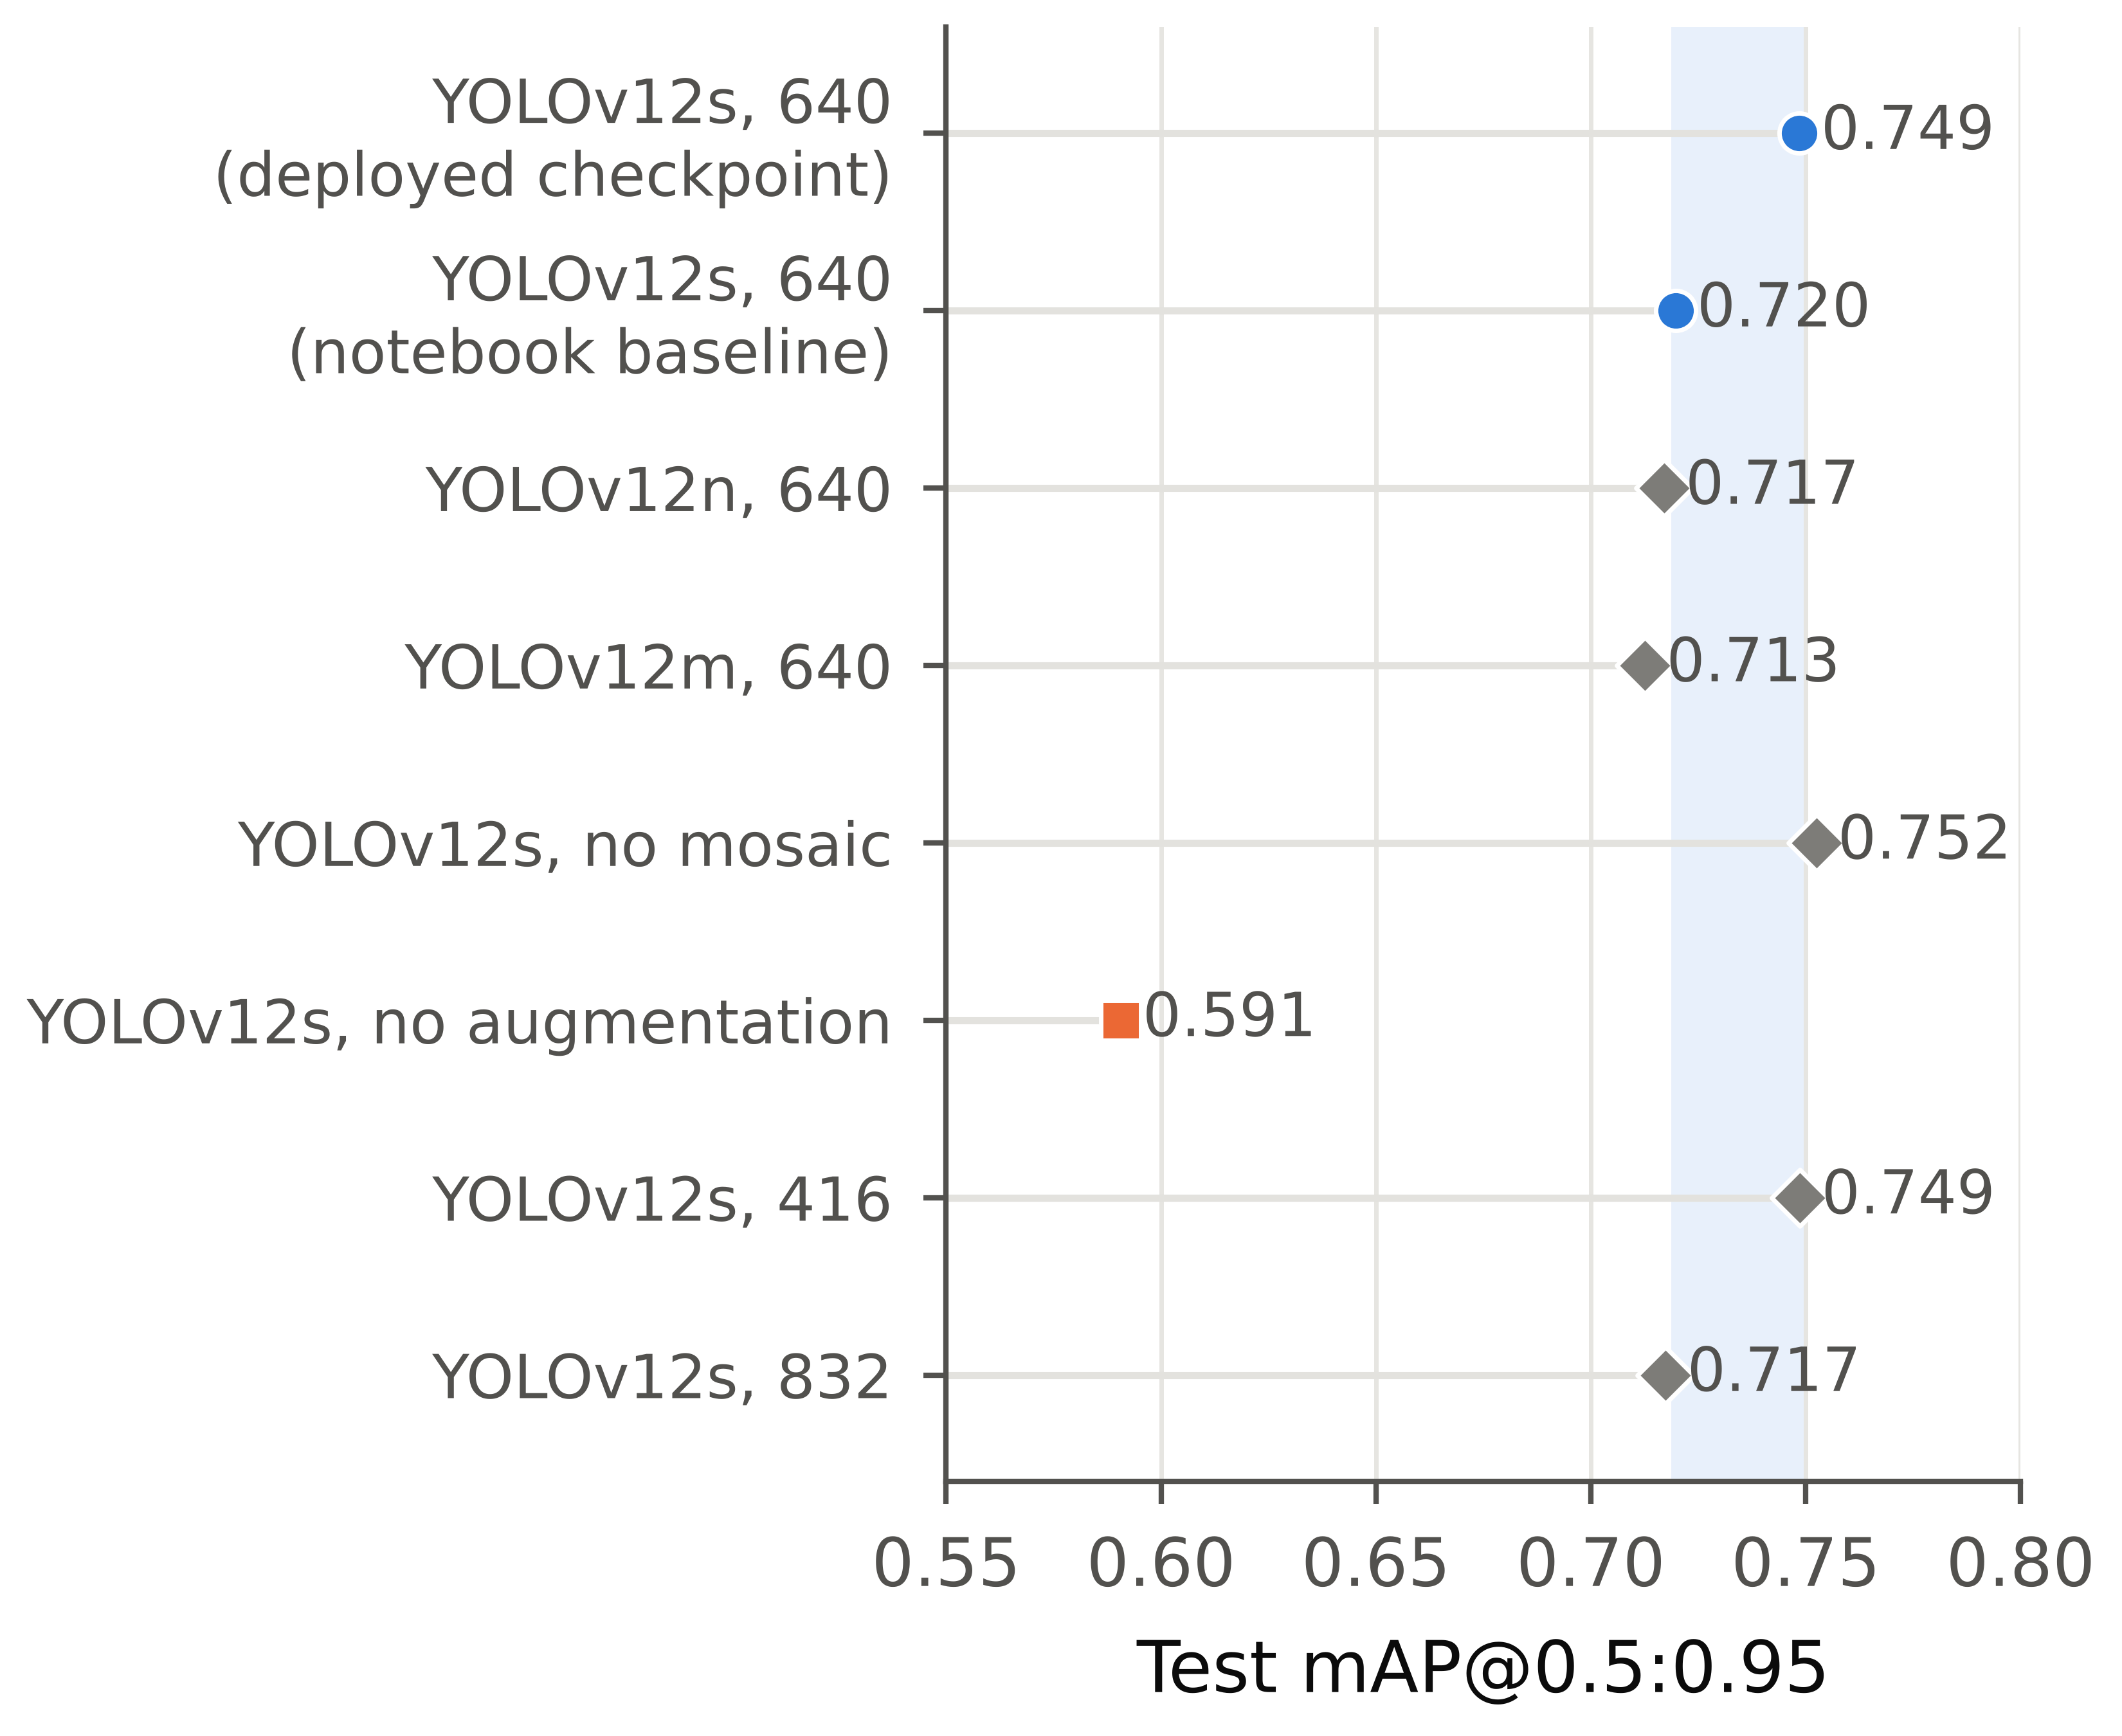 YOLOv12s, 640
(deployed checkpoint)
0.749
YOLOv12s, 640
(notebook baseline)
0.720
YOLOv12n, 640
0.717
YOLOv12m, 640
0.713
YOLOv12s, no mosaic
0.752
YOLOv12s, no augmentation
0.591
YOLOv12s, 416
0.749
YOLOv12s, 832
0.717
0.55 0.60 0.65 0.70 0.75 0.80
Test mAP@0.5:0.95